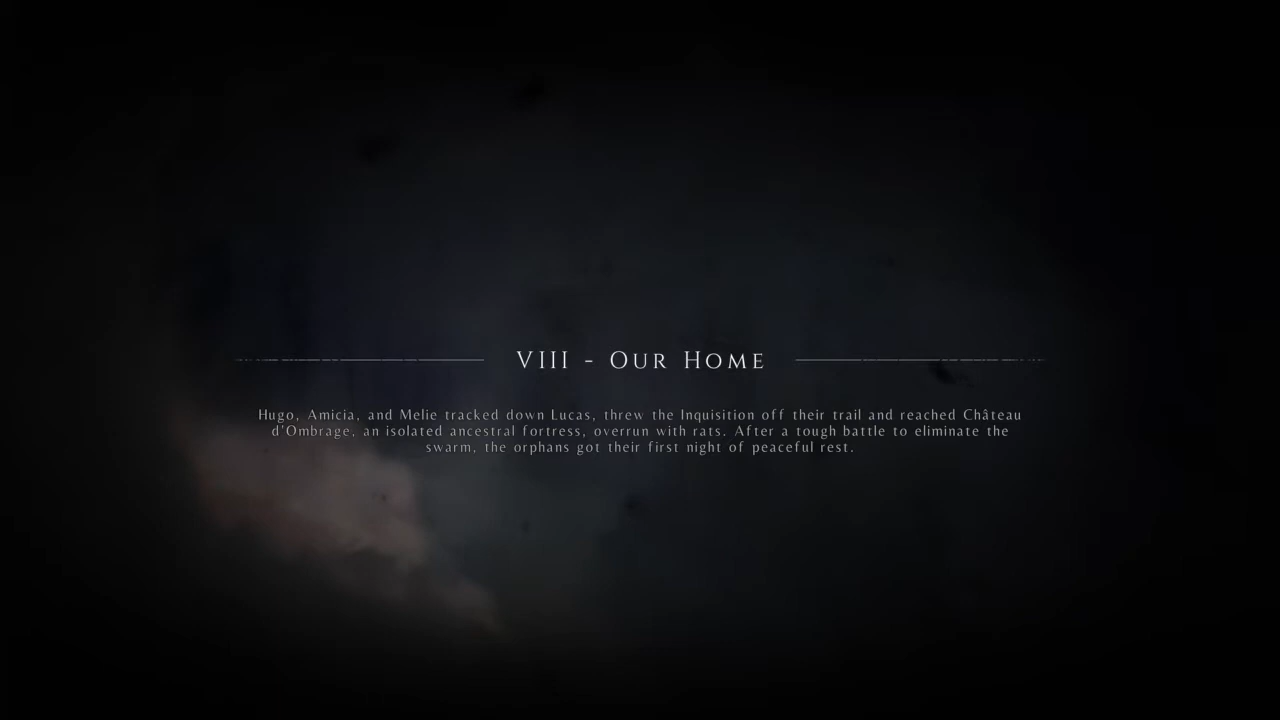 VIII - Our Home
Hugo, Amicia, and Melie tracked down Lucas, threw the Inquisition off their trail and reached Château
d'Ombrage, an isolated ancestral fortress, overrun with rats. After a tough battle to eliminate the
swarm, the orphans got their first night of peaceful rest.